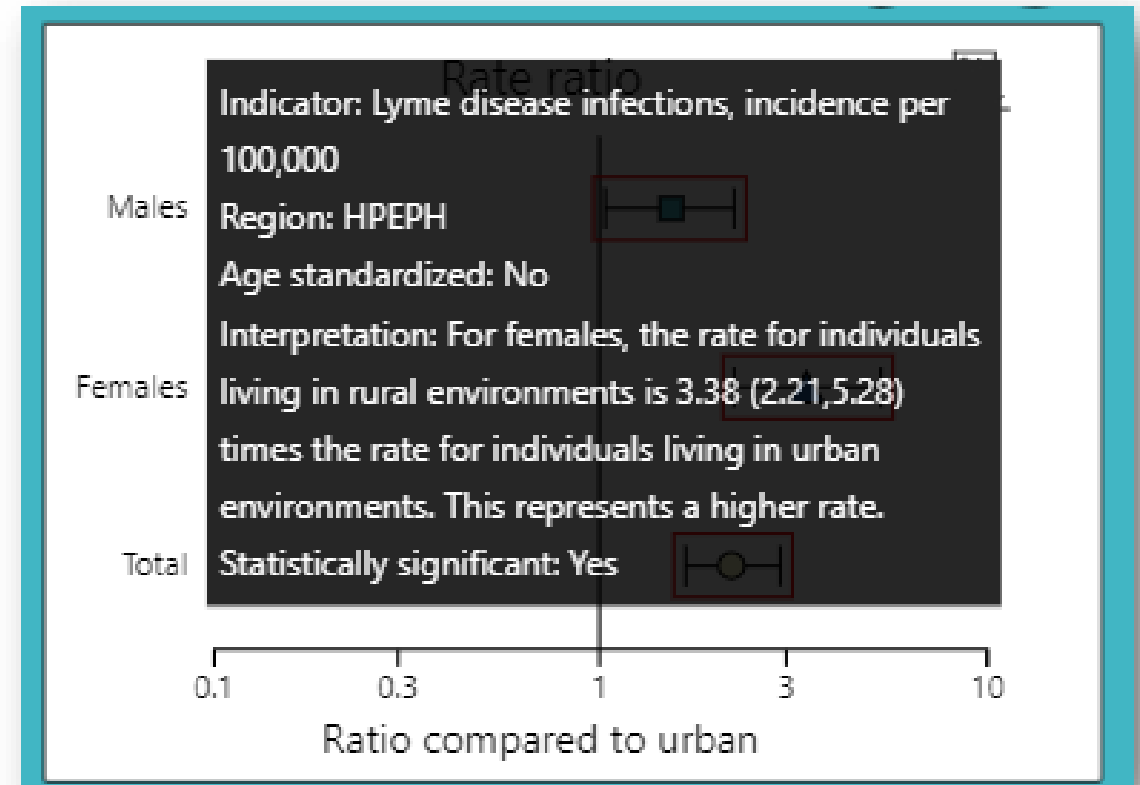 Rate ratio
Indicator: Lyme disease infections, incidence per
100,000
Males
Region: HPEPH
Age standardized: No
Interpretation: For females, the rate for individuals
Females
living in rural environments is 3.38 (2.21,5.28)
times the rate for individuals living in urban
environments. This represents a higher rate.
Total
Statistically significant: Yes
0.1 0.3 1 3 10
Ratio compared to urban